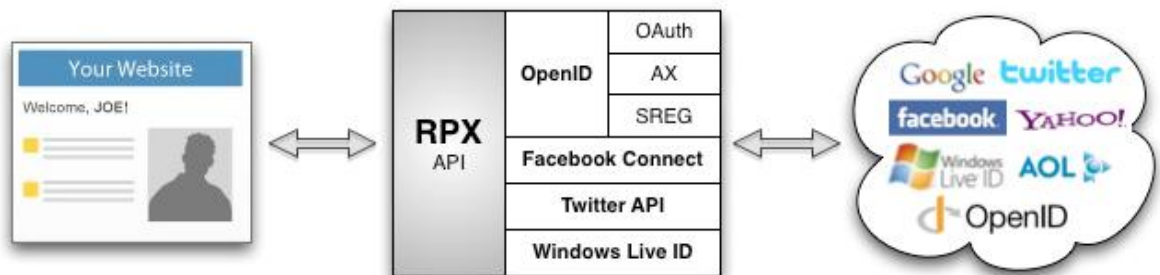 Your Website
Welcome, JOE!
RPX
API
OpenID
OAuth
AX
SREG
Facebook Connect
Twitter API
Windows Live ID
Google twitter
facebook YAHOO!
Windows Live ID AOL
OpenID